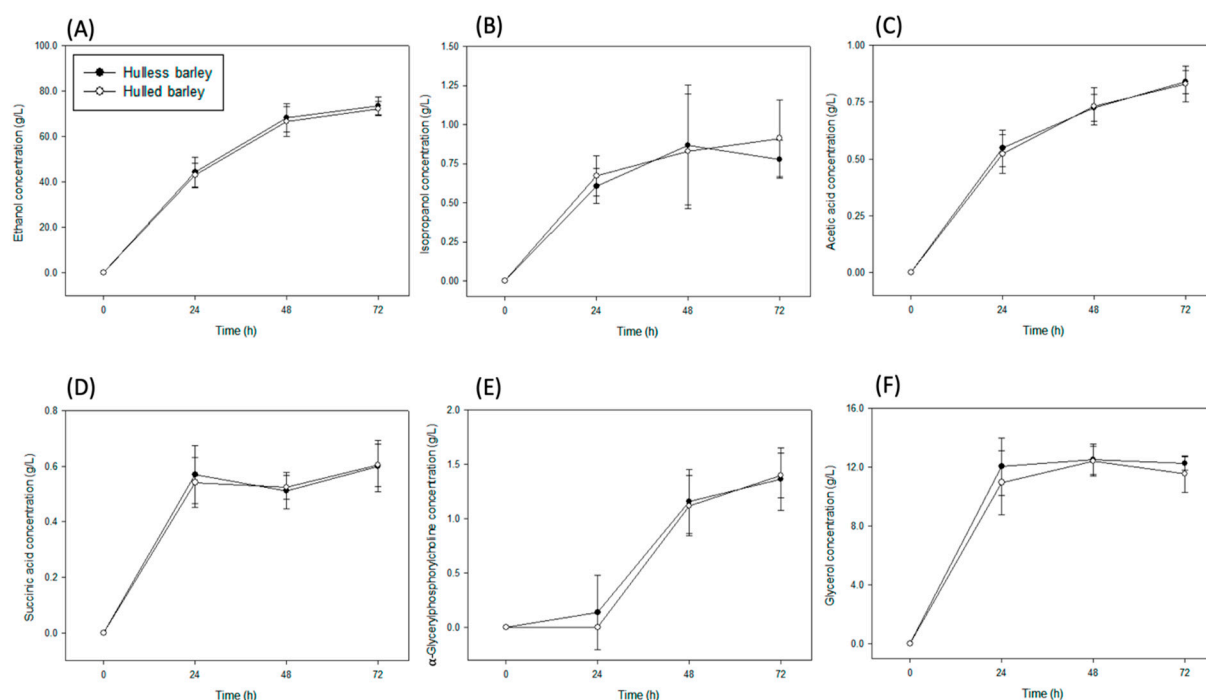 (A)
Ethanol concentration (g/L)
100.0
80.0
60.0
40.0
20.0
0.0
Hulless barley
Hulled barley
0 24 48 72
Time (h)
(B)
Isopropanol concentration (g/L)
1.50
1.25
1.00
0.75
0.50
0.25
0.00
0 24 48 72
Time (h)
(C)
Acetic acid concentration (g/L)
1.00
0.75
0.50
0.25
0.00
0 24 48 72
Time (h)
(D)
Succinic acid concentration (g/L)
0.8
0.6
0.4
0.2
0.0
0 24 48 72
Time (h)
(E)
α-Glycerylphosphorylcholine concentration (g/L)
2.0
1.5
1.0
0.5
0.0
0 24 48 72
Time (h)
(F)
Glycerol concentration (g/L)
16.0
12.0
8.0
4.0
0.0
0 24 48 72
Time (h)